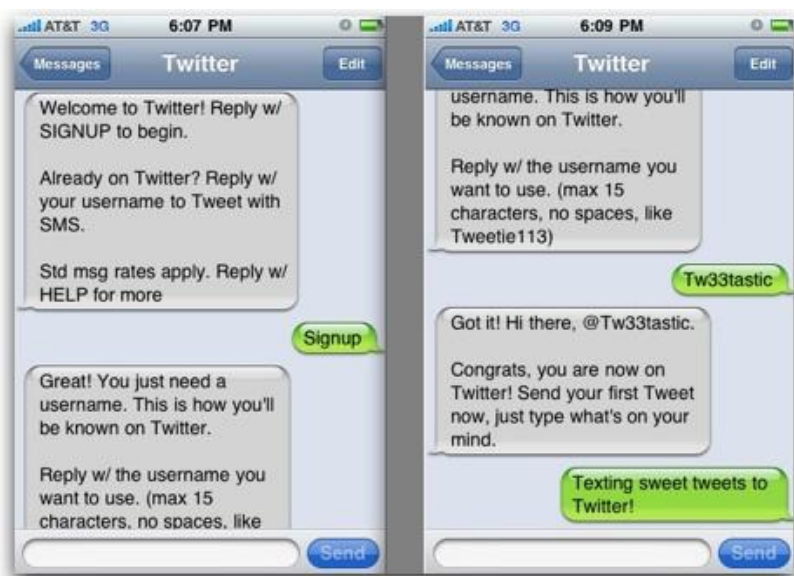 AT&T 3G 6:07 PM
Messages Twitter Edit
Welcome to Twitter! Reply w/
SIGNUP to begin.
Already on Twitter? Reply w/
your username to Tweet with
SMS.
Std msg rates apply. Reply w/
HELP for more
Signup
Great! You just need a
username. This is how you'll
be known on Twitter.
Reply w/ the username you
want to use. (max 15
characters, no spaces, like
Send
AT&T 3G 6:09 PM
Messages Twitter Edit
username. This is how you'll
be known on Twitter.
Reply w/ the username you
want to use. (max 15
characters, no spaces, like
Tweetie113)
Tw33tastic
Got it! Hi there, @Tw33tastic.
Congrats, you are now on
Twitter! Send your first Tweet
now, just type what's on your
mind.
Texting sweet tweets to
Twitter!
Send